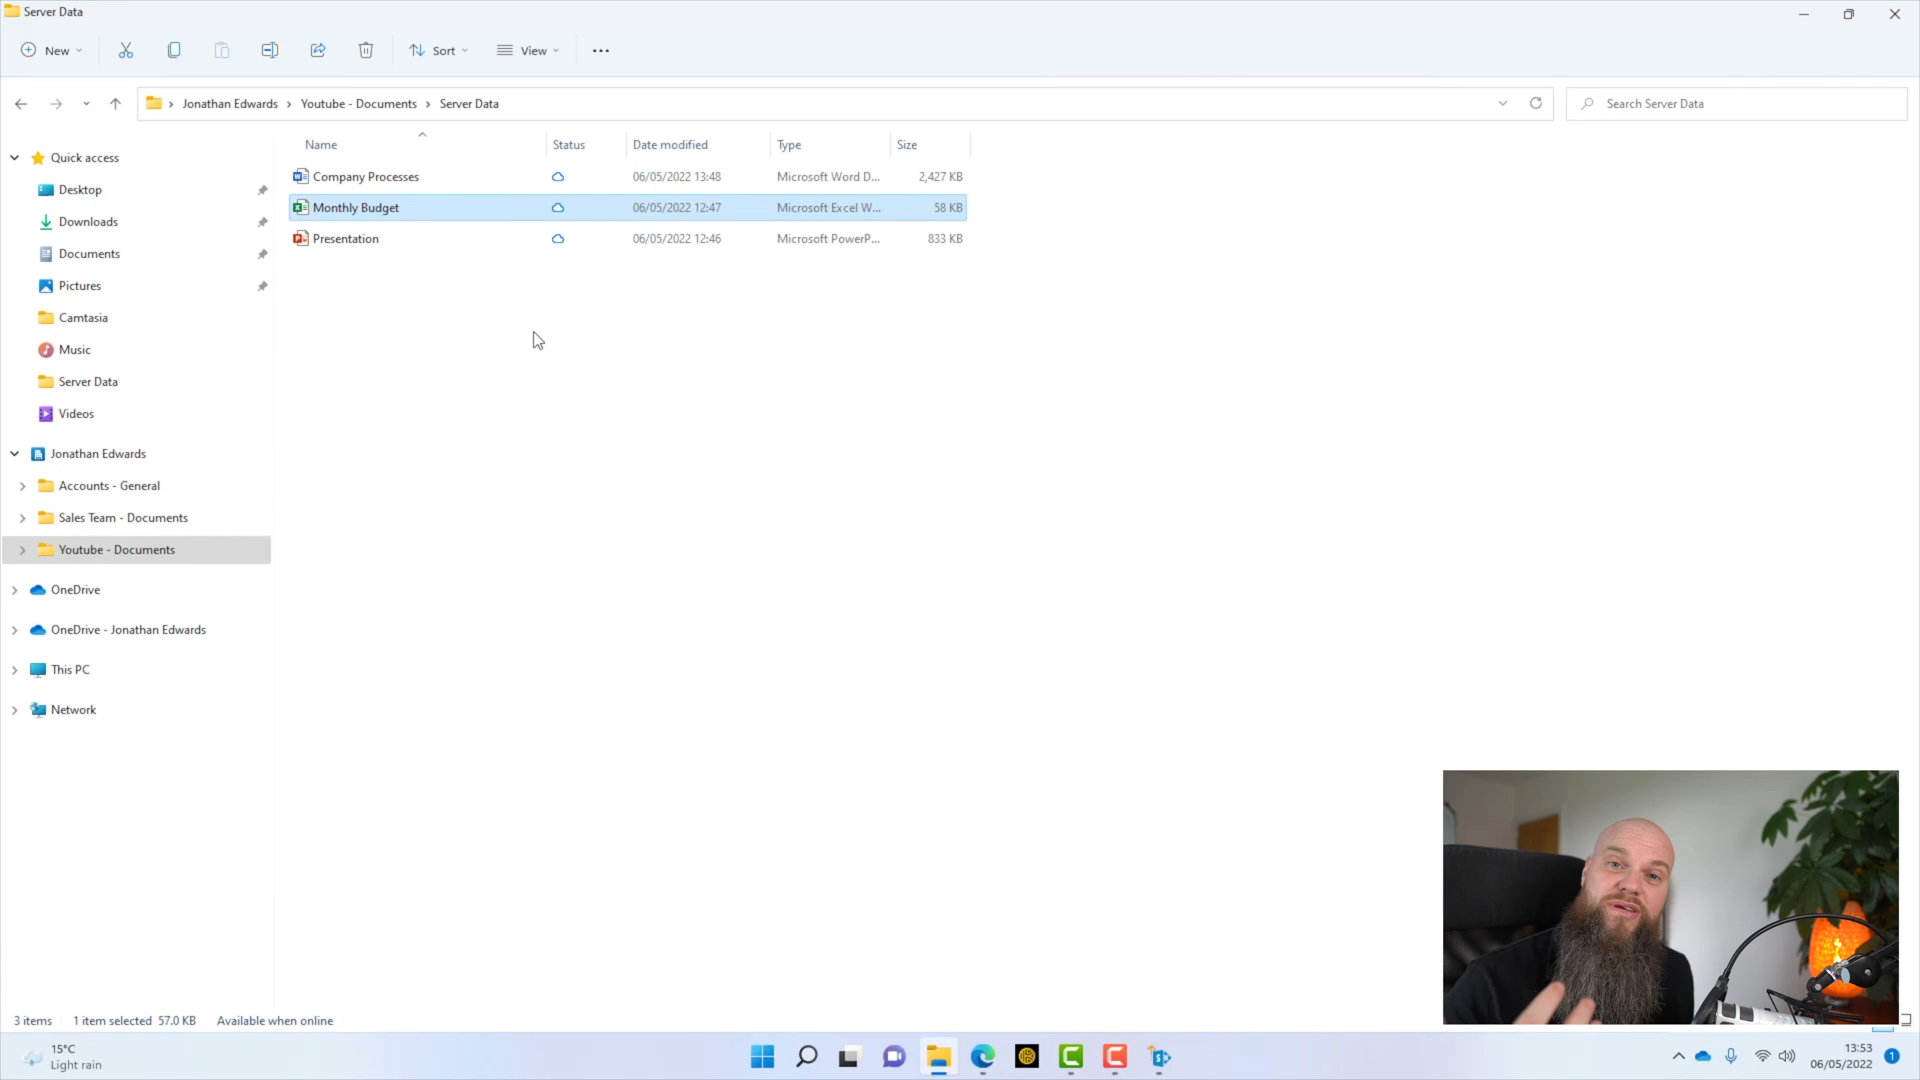 Server Data
New
Sort
View
Jonathan Edwards > Youtube - Documents > Server Data
Search Server Data
Name Status Date modified Type Size
Company Processes 06/05/2022 13:48 Microsoft Word D... 2,427 KB
Monthly Budget 06/05/2022 12:47 Microsoft Excel W... 58 KB
Presentation 06/05/2022 12:46 Microsoft PowerP... 833 KB
Quick access
Desktop
Downloads
Documents
Pictures
Camtasia
Music
Server Data
Videos
Jonathan Edwards
Accounts - General
Sales Team - Documents
Youtube - Documents
OneDrive
OneDrive - Jonathan Edwards
This PC
Network
3 items 1 item selected 57.0 KB Available when online
15°C
Light rain
13:53
06/05/2022
1